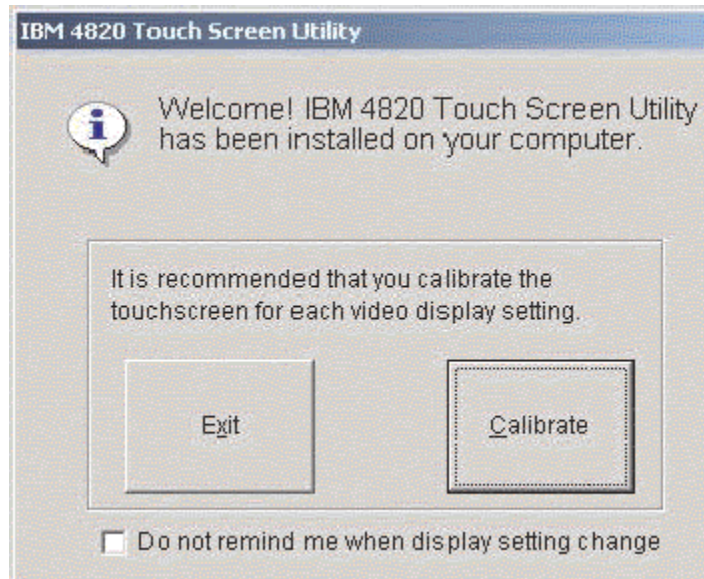 IBM 4820 Touch Screen Utility
Welcome! IBM 4820 Touch Screen Utility
has been installed on your computer.
It is recommended that you calibrate the
touchscreen for each video display setting.
Exit
Calibrate
Do not remind me when display setting change